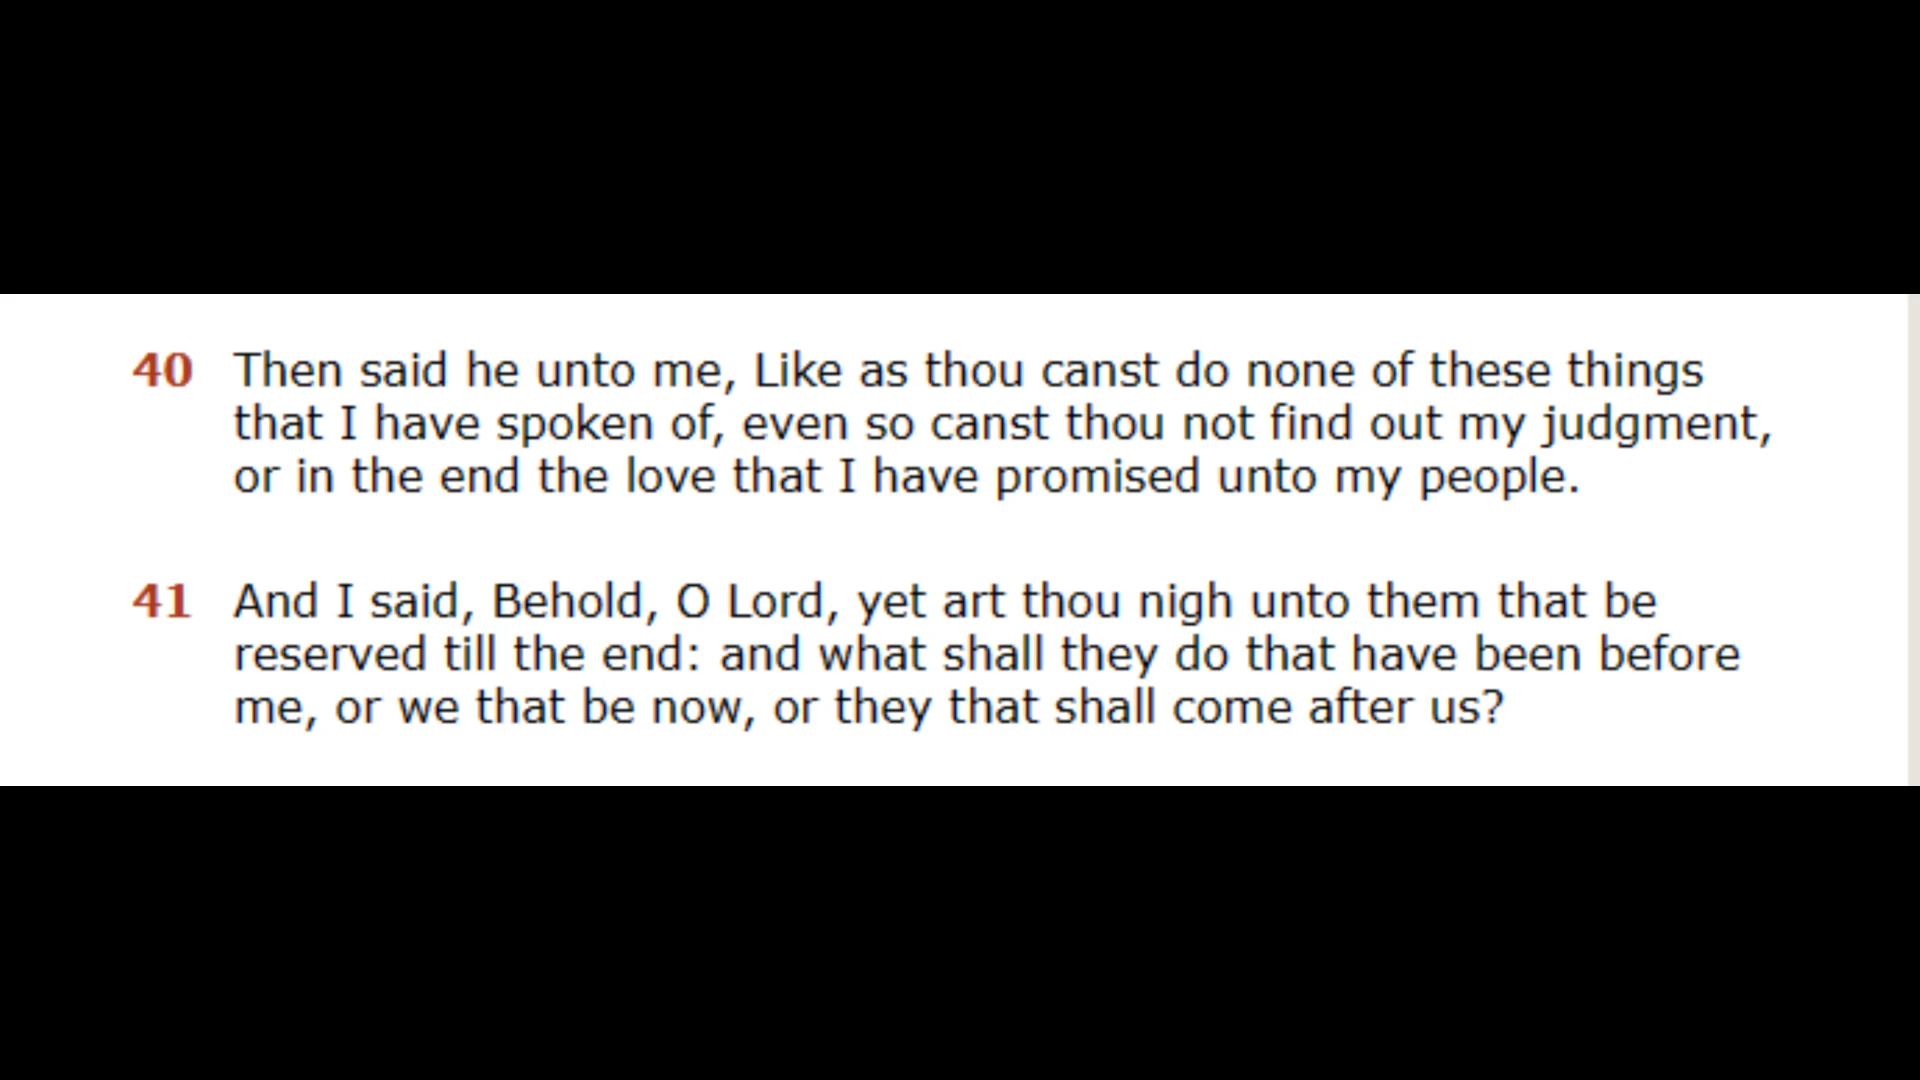 40 Then said he unto me, Like as thou canst do none of these things
that I have spoken of, even so canst thou not find out my judgment,
or in the end the love that I have promised unto my people.
41 And I said, Behold, O Lord, yet art thou nigh unto them that be
reserved till the end: and what shall they do that have been before
me, or we that be now, or they that shall come after us?